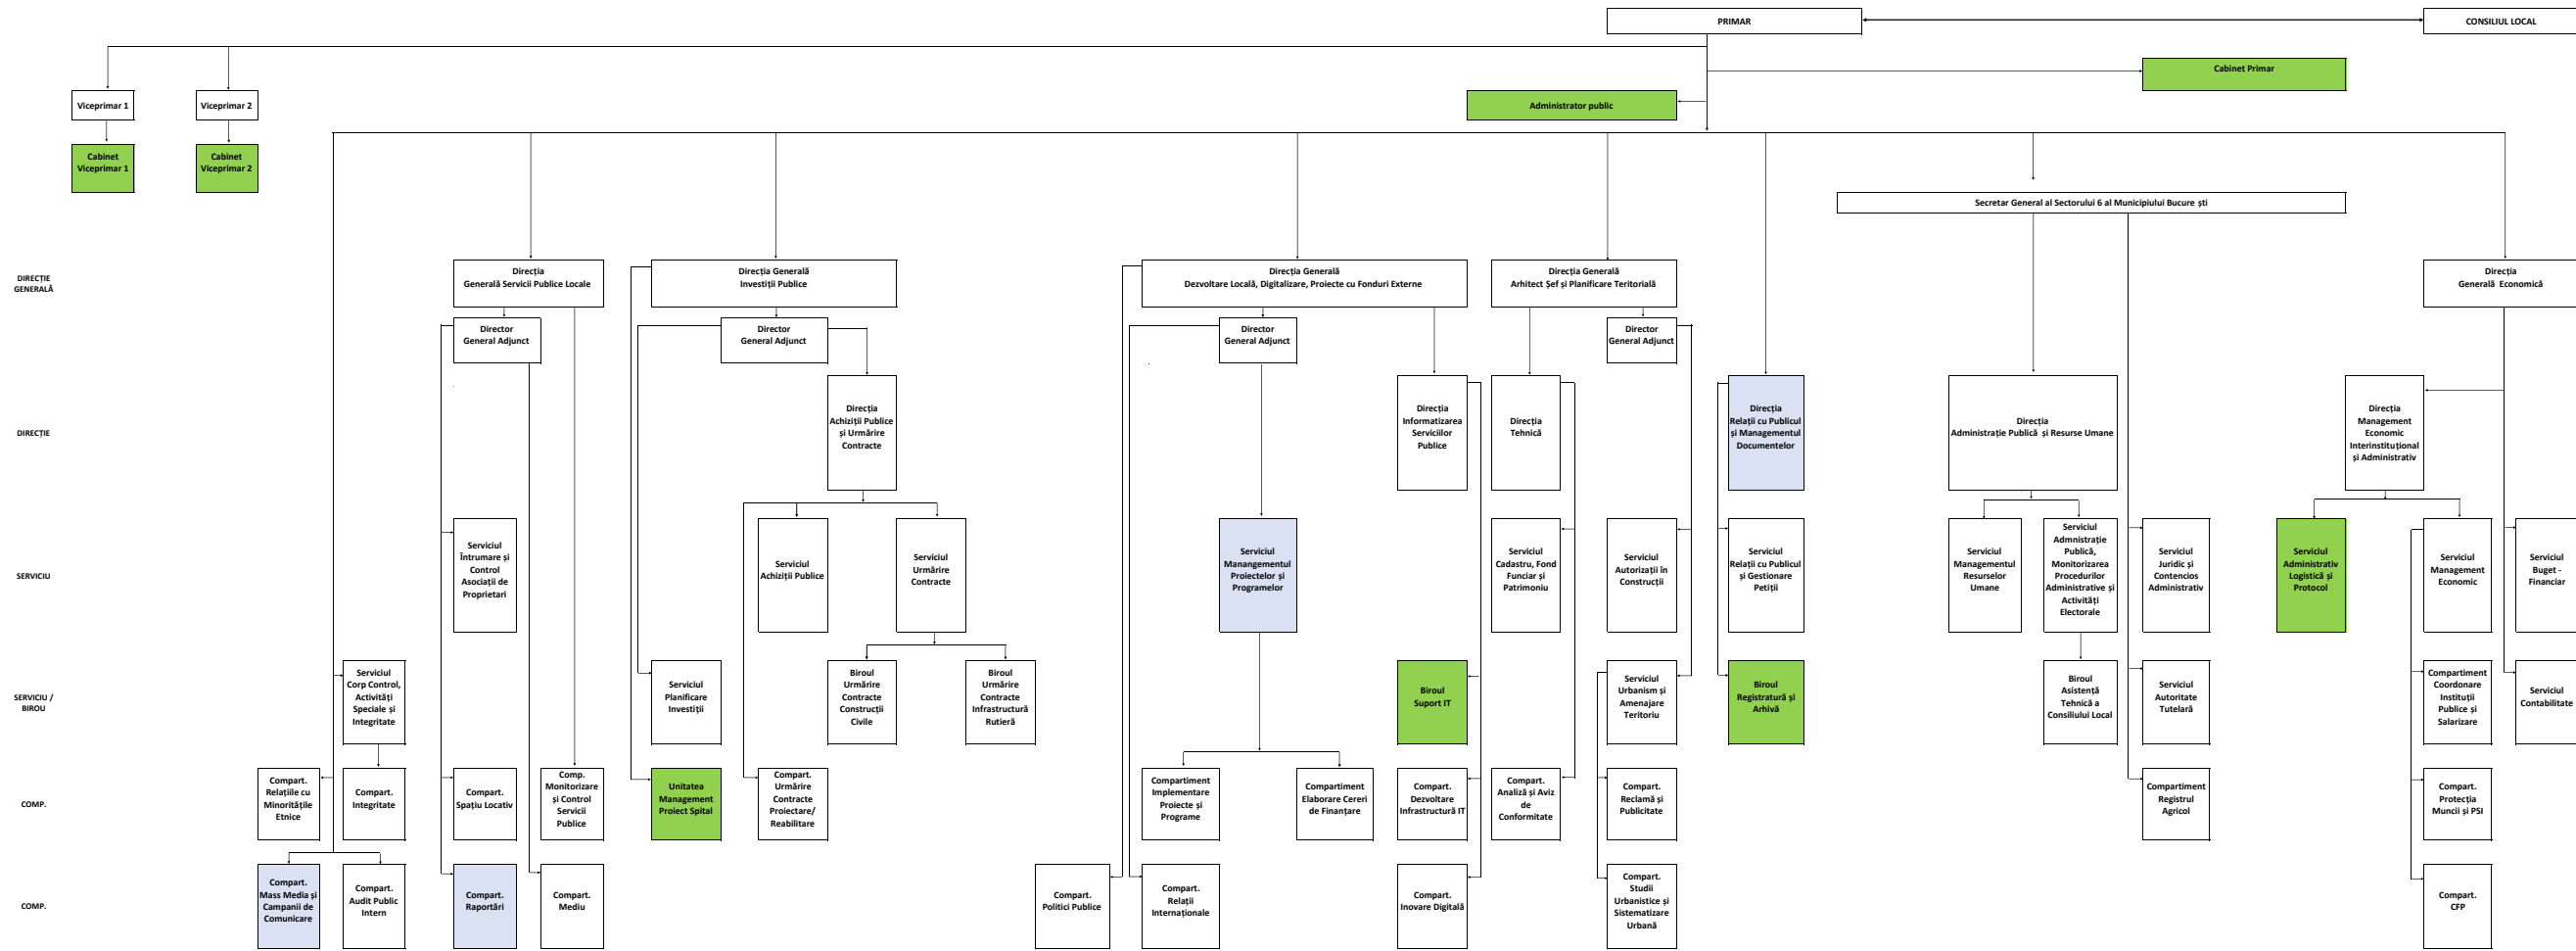 PRIMAR
CONSILIUL LOCAL
Cabinet Primar
Viceprimar 1
Viceprimar 2
Administrator public
Cabinet
Viceprimar 1
Cabinet
Viceprimar 2
Secretar General al Sectorului 6 al Municipiului Bucure ști
DIRECȚIE
GENERALĂ
Direcția
Generală Servicii Publice Locale
Direcția Generală
Investiții Publice
Direcția Generală
Dezvoltare Locală, Digitalizare, Proiecte cu Fonduri Externe
Direcția Generală
Arhitect Șef și Planificare Teritorială
Direcția
Generală Economică
Director
General Adjunct
Director
General Adjunct
Director
General Adjunct
Director
General Adjunct
DIRECȚIE
Direcția
Achiziții Publice
și Urmărire
Contracte
Direcția
Informatizarea
Serviciilor
Publice
Direcția
Tehnică
Direcția
Relații cu Publicul
și Managementul
Documentelor
Direcția
Administrație Publică și Resurse Umane
Direcția
Management
Economic
Interinstituțional
și Administrativ
SERVICIU
Serviciul
Întrumare și
Control
Asociații de
Proprietari
Serviciul
Achiziții Publice
Serviciul
Urmărire
Contracte
Serviciul
Manangementul
Proiectelor și
Programelor
Serviciul
Cadastru, Fond
Funciar și
Patrimoniu
Serviciul
Autorizații în
Construcții
Serviciul
Relații cu Publicul
și Gestionare
Petiții
Serviciul
Managementul
Resurselor
Umane
Serviciul
Admnistrație
Publică,
Monitorizarea
Procedurilor
Administrative și
Activități
Electorale
Serviciul
Juridic și
Contencios
Administrativ
Serviciul
Administrativ
Logistică și
Protocol
Serviciul
Management
Economic
Serviciul
Buget -
Financiar
SERVICIU /
BIROU
Serviciul
Corp Control,
Activități
Speciale și
Integritate
Serviciul
Planificare
Investiții
Biroul
Urmărire
Contracte
Construcții
Civile
Biroul
Urmărire
Contracte
Infrastructură
Rutieră
Biroul
Suport IT
Serviciul
Urbanism și
Amenajare
Teritoriu
Biroul
Registratură și
Arhivă
Biroul
Asistență
Tehnică a
Consiliului Local
Serviciul
Autoritate
Tutelară
Compartiment
Coordonare
Instituții
Publice și
Salarizare
Serviciul
Contabilitate
COMP.
Compart.
Relațiile cu
Minoritățile
Etnice
Compart.
Integritate
Compart.
Spațiu Locativ
Comp.
Monitorizare
și Control
Servicii
Publice
Unitatea
Management
Proiect Spital
Compart.
Urmărire
Contracte
Proiectare/
Reabilitare
Compartiment
Implementare
Proiecte și
Programe
Compartiment
Elaborare Cereri
de Finanțare
Compart.
Dezvoltare
Infrastructură IT
Compart.
Analiză și Aviz
de
Conformitate
Compart.
Reclamă și
Publicitate
Compartiment
Registrul
Agricol
Compart.
Protecția
Muncii și PSI
COMP.
Compart.
Mass Media și
Campanii de
Comunicare
Compart.
Audit Public
Intern
Compart.
Raportări
Compart.
Mediu
Compart.
Politici Publice
Compart.
Relații
Internaționale
Compart.
Inovare Digitală
Compart.
Studii
Urbanistice și
Sistematizare
Urbană
Compart.
CFP